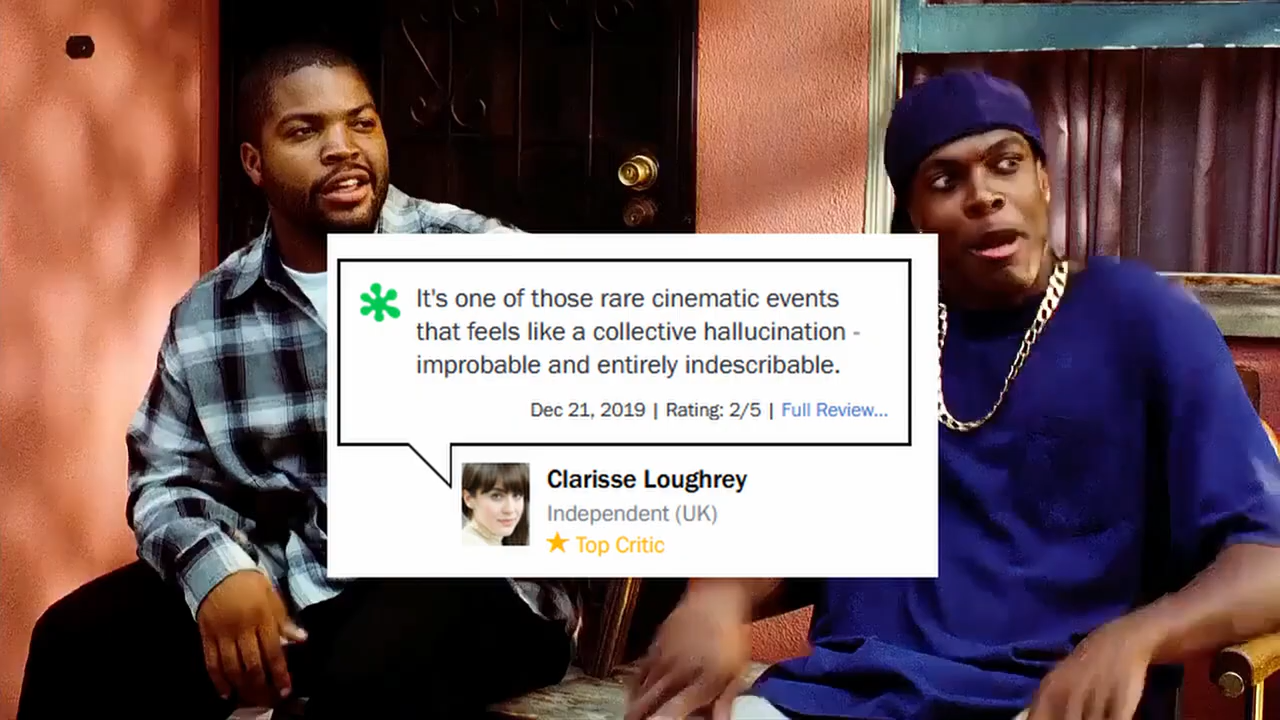 It's one of those rare cinematic events
that feels like a collective hallucination -
improbable and entirely indescribable.
Dec 21, 2019 | Rating: 2/5 | Full Review...
Clarisse Loughrey
Independent (UK)
Top Critic